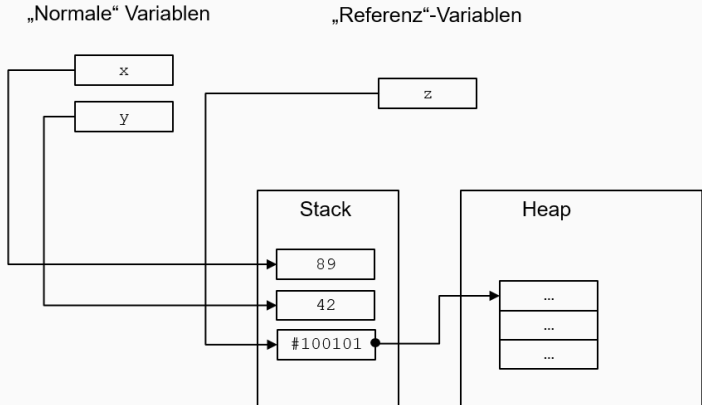 „Normale“ Variablen
„Referenz“-Variablen
x
z
y
Stack
Heap
89
…
42
…
#100101
…